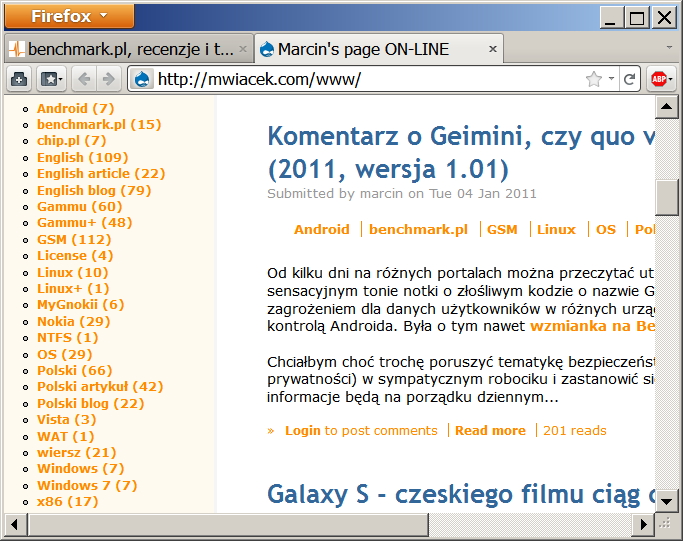 Firefox
benchmark.pl, recenzje i t...
Marcin's page ON-LINE
http://mwiacek.com/www/
ABP
Android (7)
benchmark.pl (15)
chip.pl (7)
English (109)
English article (22)
English blog (79)
Gammu (60)
Gammu+ (48)
GSM (112)
License (4)
Linux (10)
Linux+ (1)
MyGnokii (6)
Nokia (29)
NTFS (1)
OS (29)
Polski (66)
Polski artykuł (42)
Polski blog (22)
Vista (3)
WAT (1)
wiersz (21)
Windows (7)
Windows 7 (7)
x86 (17)
Komentarz o Geimini, czy quo v
(2011, wersja 1.01)
Submitted by marcin on Tue 04 Jan 2011
Android | benchmark.pl | GSM | Linux | OS | Pol
Od kilku dni na różnych portalach można przeczytać ut
sensacyjnym tonie notki o złośliwym kodzie o nazwie G
zagrożeniem dla danych użytkowników w różnych urząd
kontrolą Androida. Była o tym nawet wzmianka na Be
Chciałbym choć trochę poruszyć tematykę bezpieczeńst
prywatności) w sympatycznym robociku i zastanowić się
informacje będą na porządku dziennym...
» Login to post comments | Read more | 201 reads
Galaxy S - czeskiego filmu ciąg d